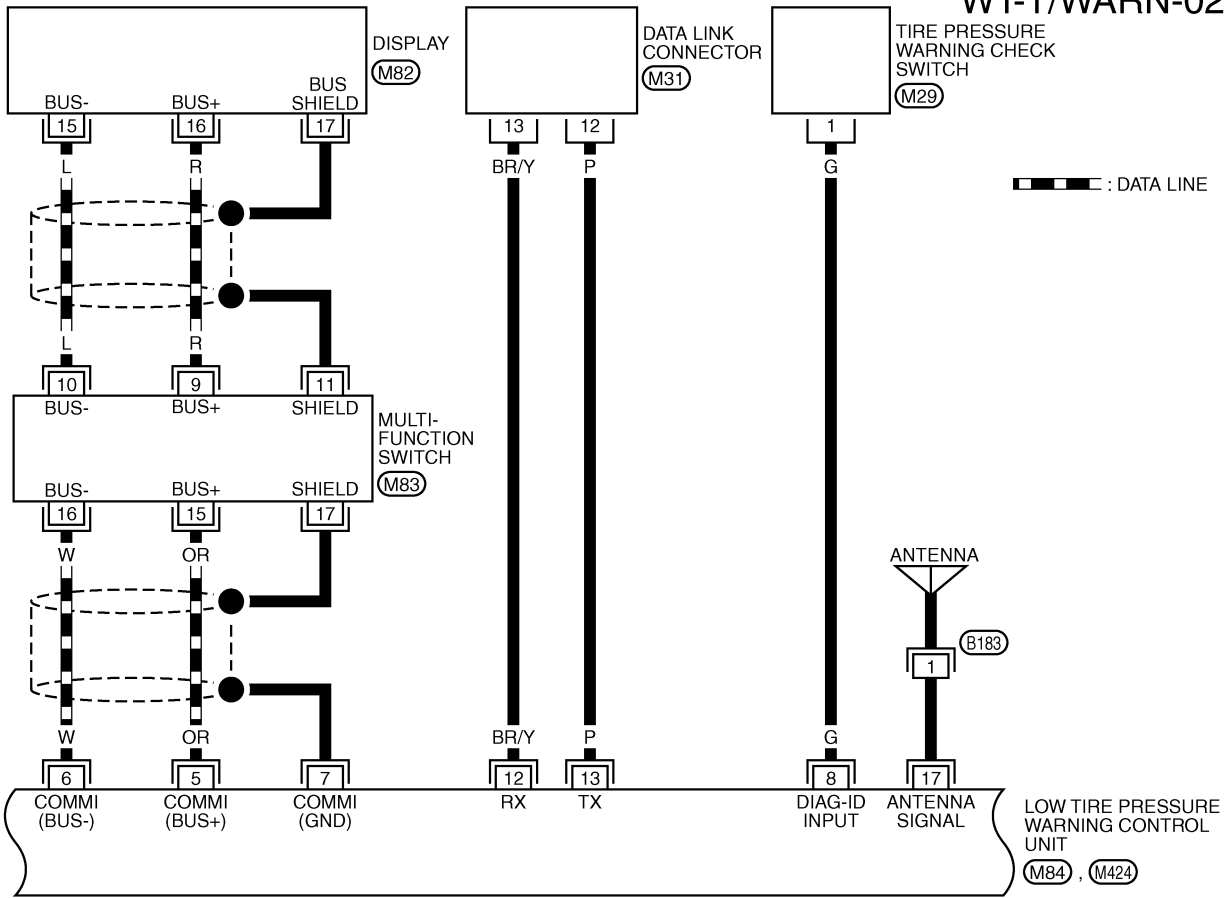 WT-T/WARN-02
DISPLAY
M82
BUS-
BUS+
BUS
SHIELD
15
16
17
L
R
DATA LINK
CONNECTOR
M31
13
12
BR/Y
P
TIRE PRESSURE
WARNING CHECK
SWITCH
M29
1
G
: DATA LINE
L
R
10
9
11
BUS-
BUS+
SHIELD
MULTI-
FUNCTION
SWITCH
M83
BUS-
BUS+
SHIELD
16
15
17
W
OR
ANTENNA
B183
1
W
OR
BR/Y
P
G
6
5
7
12
13
8
17
COMMI
(BUS-)
COMMI
(BUS+)
COMMI
(GND)
RX
TX
DIAG-ID
INPUT
ANTENNA
SIGNAL
LOW TIRE PRESSURE
WARNING CONTROL
UNIT
M84 , M424